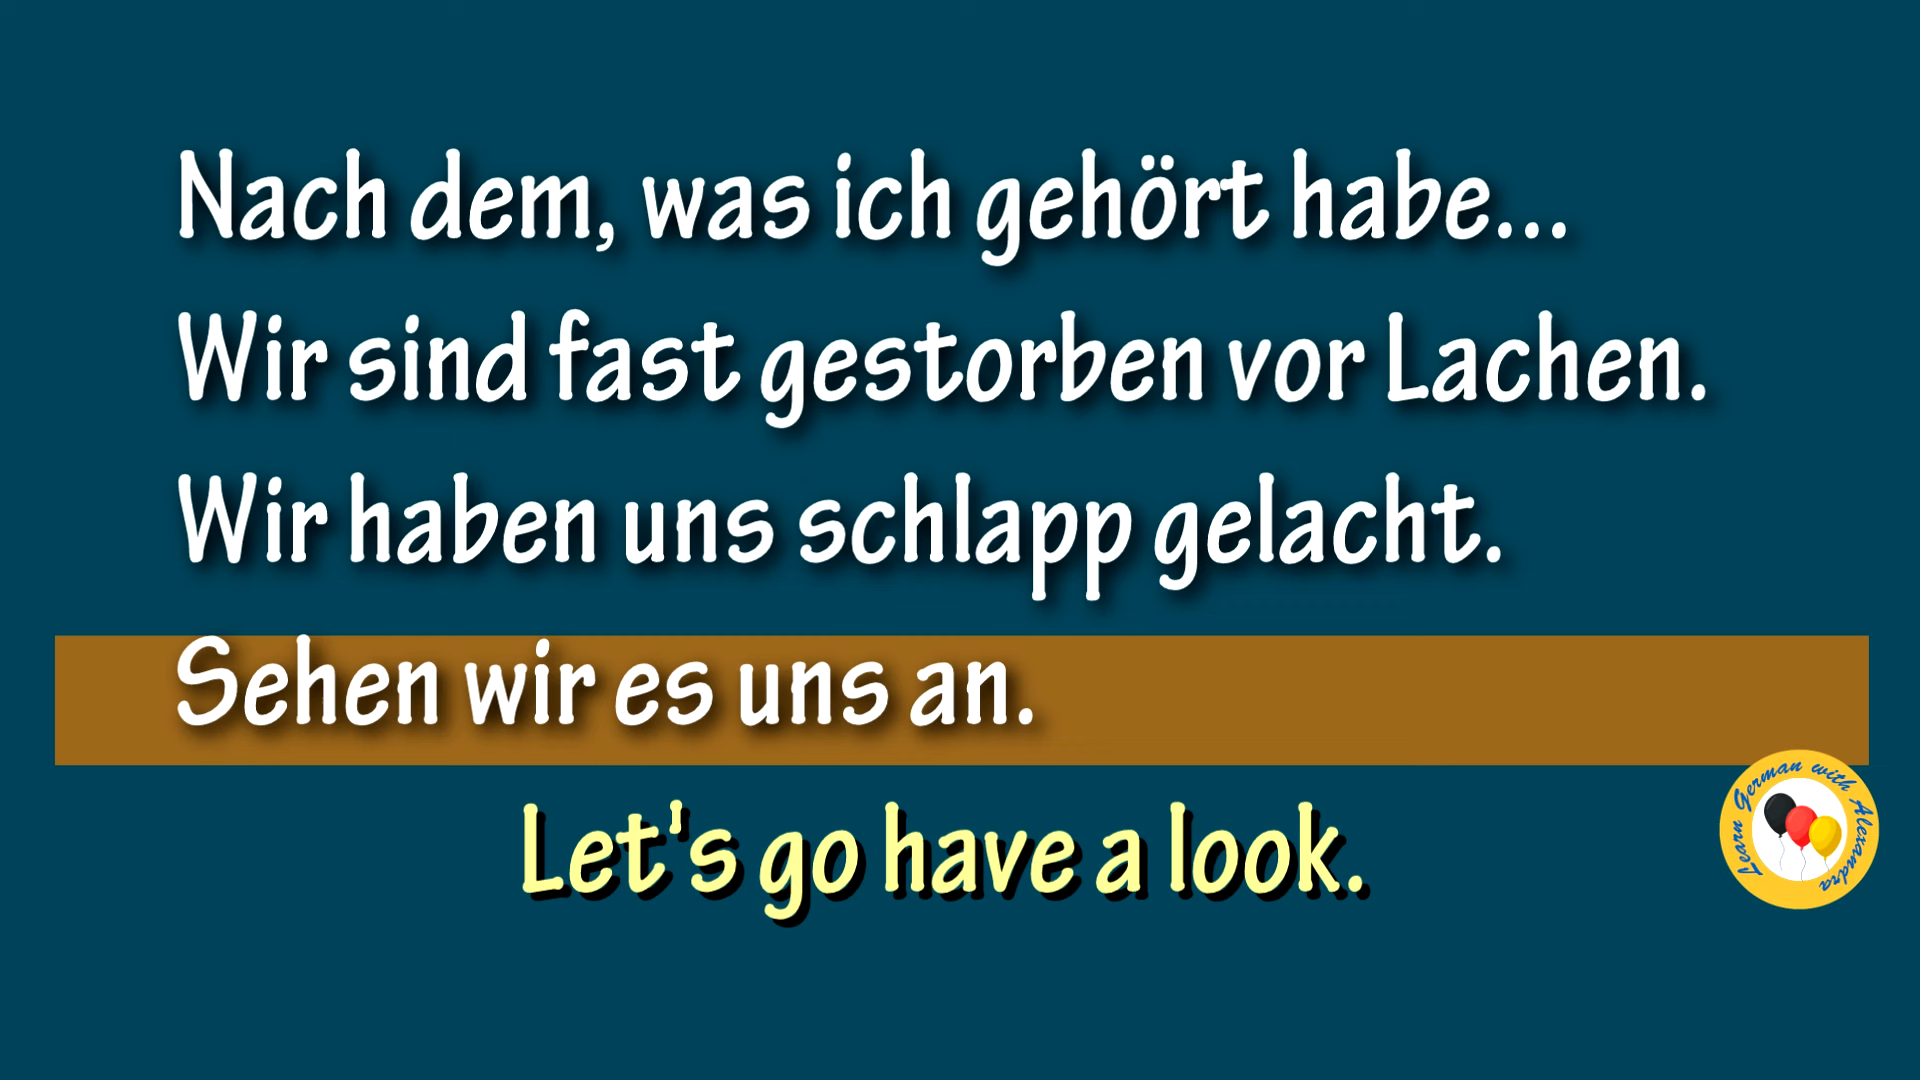 Nach dem, was ich gehört habe...
Wir sind fast gestorben vor Lachen.
Wir haben uns schlapp gelacht.
Sehen wir es uns an.
Let's go have a look.
Learn German with Alexandra